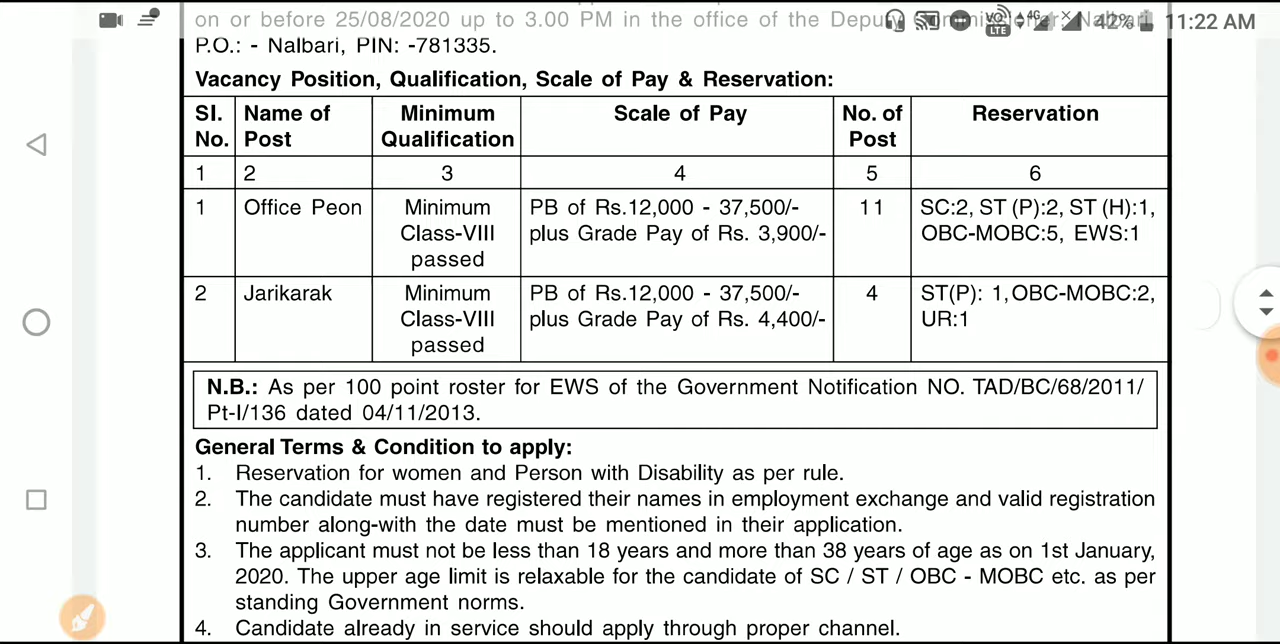 on or before 25/08/2020 up to 3.00 PM in the office of the Deputy Nalbari
42% 11:22 AM
VO LTE 4G
P.O.: - Nalbari, PIN: -781335.
Vacancy Position, Qualification, Scale of Pay & Reservation:
Sl. No. Name of Post Minimum Qualification Scale of Pay No. of Post Reservation
1 2 3 4 5 6
1 Office Peon Minimum PB of Rs.12,000 - 37,500/- 11 SC:2, ST (P):2, ST (H):1,
Class-VIII plus Grade Pay of Rs. 3,900/- OBC-MOBC:5, EWS:1
passed
2 Jarikarak Minimum PB of Rs.12,000 - 37,500/- 4 ST(P): 1, OBC-MOBC:2,
Class-VIII plus Grade Pay of Rs. 4,400/- UR:1
passed
N.B.: As per 100 point roster for EWS of the Government Notification NO. TAD/BC/68/2011/
Pt-I/136 dated 04/11/2013.
General Terms & Condition to apply:
1. Reservation for women and Person with Disability as per rule.
2. The candidate must have registered their names in employment exchange and valid registration
number along-with the date must be mentioned in their application.
3. The applicant must not be less than 18 years and more than 38 years of age as on 1st January,
2020. The upper age limit is relaxable for the candidate of SC / ST / OBC - MOBC etc. as per
standing Government norms.
4. Candidate already in service should apply through proper channel.